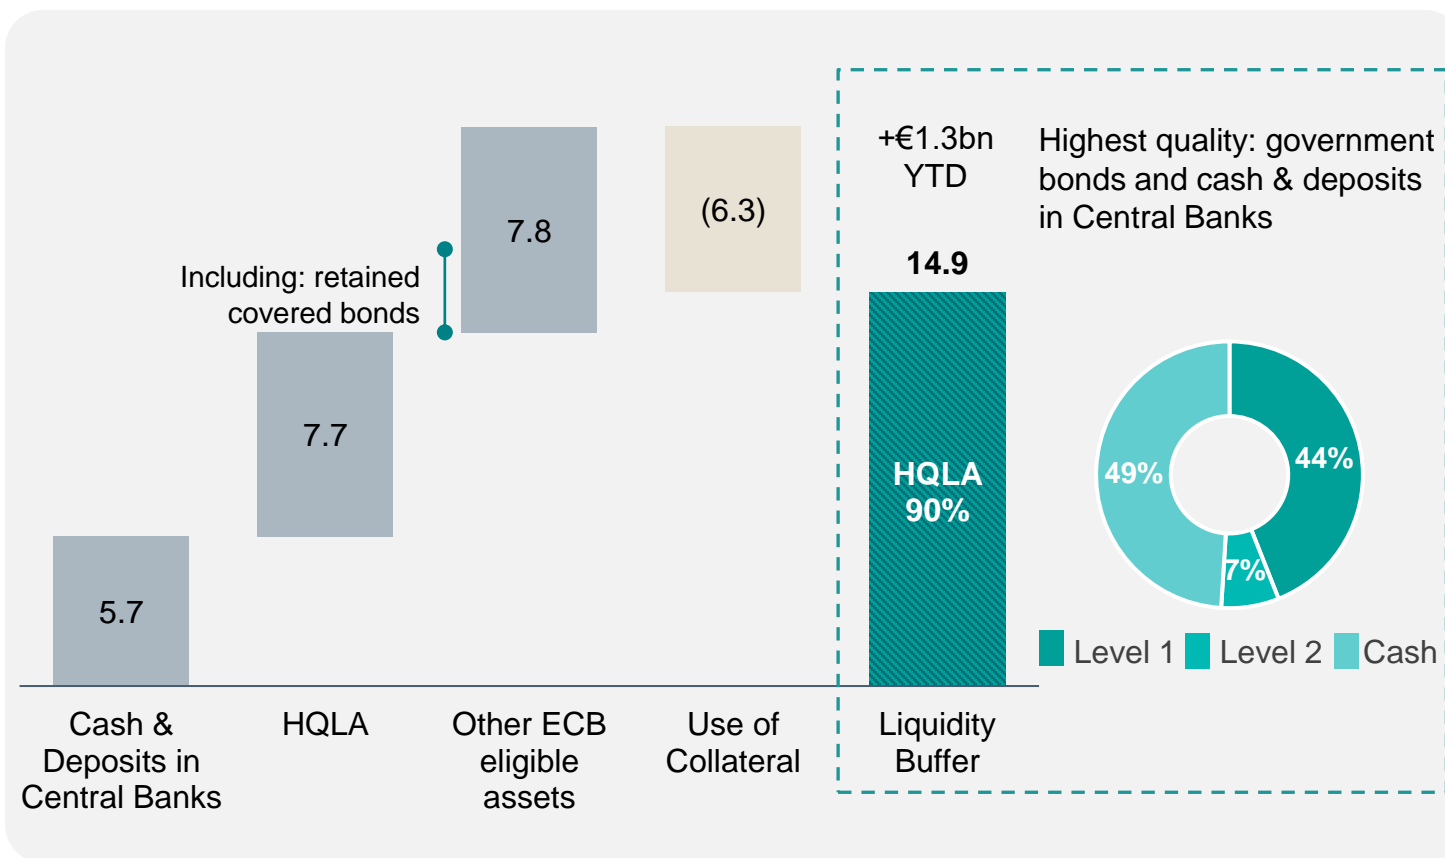 +€1.3bn
YTD
Highest quality: government
bonds and cash & deposits
in Central Banks
7.8
(6.3)
Including: retained
covered bonds
14.9
7.7
HQLA
90%
49%
44%
7%
5.7
Level 1
Level 2
Cash
Cash &
Deposits in
Central Banks
HQLA
Other ECB
eligible
assets
Use of
Collateral
Liquidity
Buffer